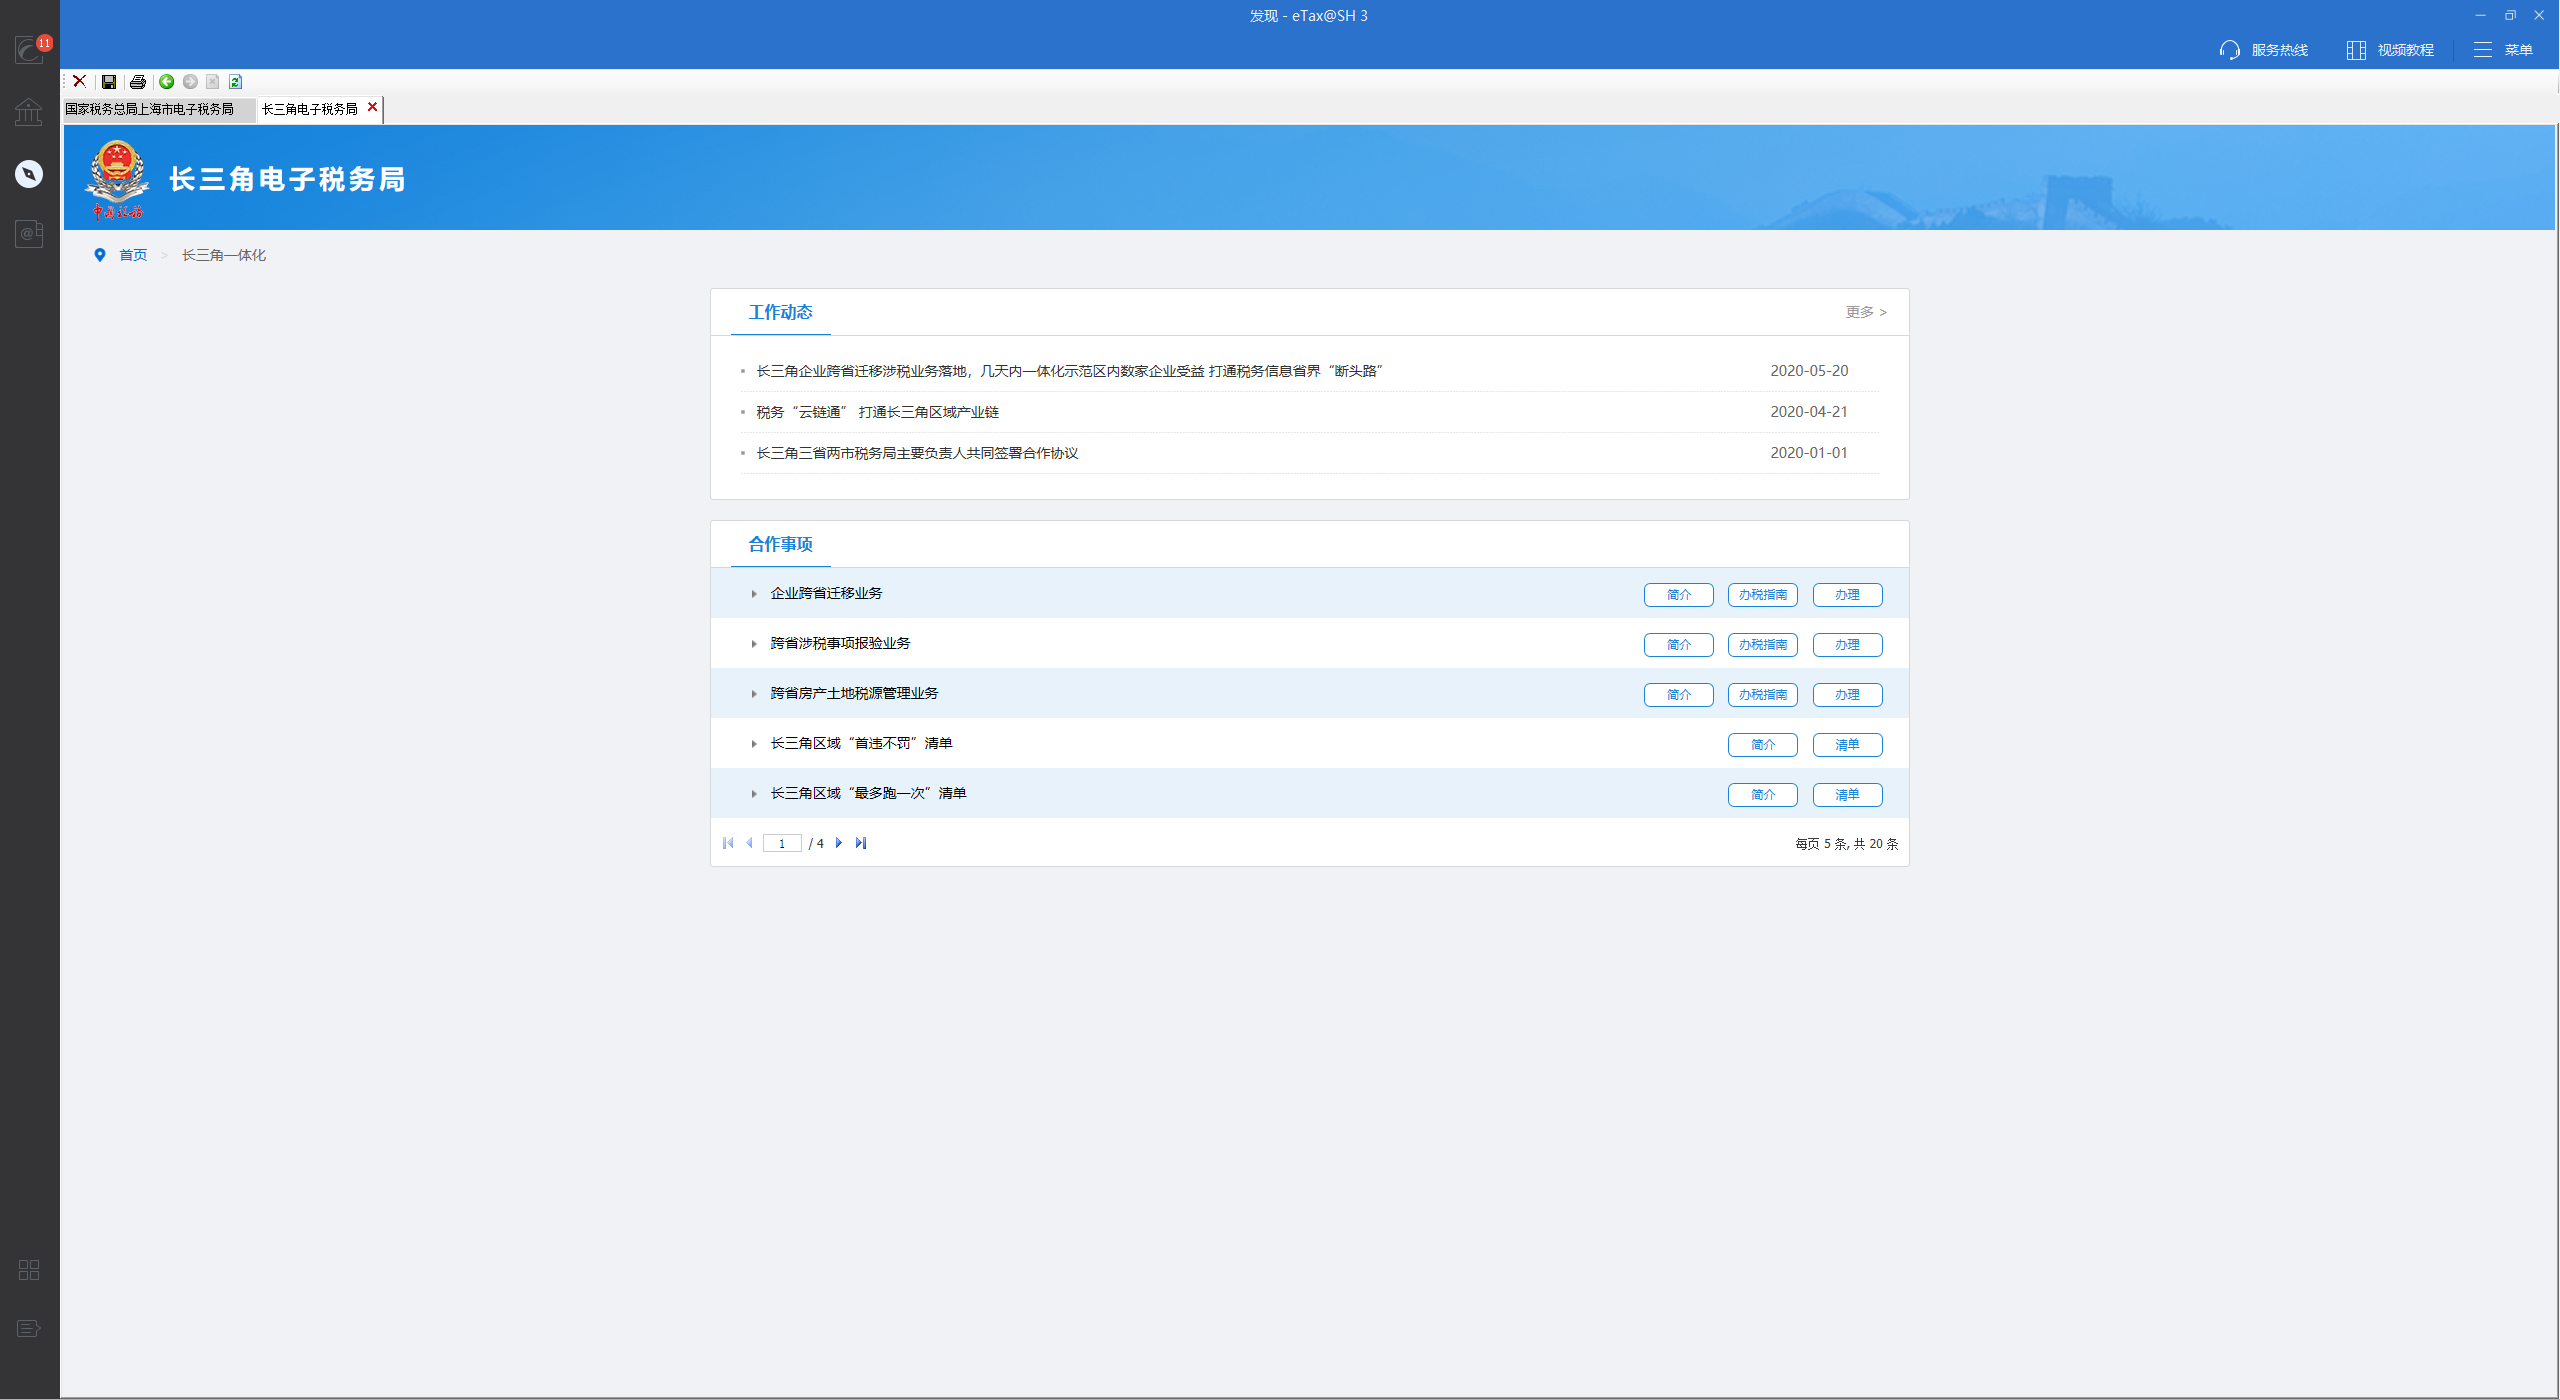 发现 - eTax@SH 3
11
服务热线
视频教程
菜单
国家税务总局上海市电子税务局
长三角电子税务局
长三角电子税务局
中国税务
首页 > 长三角一体化
工作动态
更多 >
长三角企业跨省迁移涉税业务落地，几天内一体化示范区内数家企业受益 打通税务信息省界“断头路” 2020-05-20
税务“云链通” 打通长三角区域产业链 2020-04-21
长三角三省两市税务局主要负责人共同签署合作协议 2020-01-01
合作事项
企业跨省迁移业务 简介 办税指南 办理
跨省涉税事项报验业务 简介 办税指南 办理
跨省房产土地税源管理业务 简介 办税指南 办理
长三角区域“首违不罚”清单 简介 清单
长三角区域“最多跑一次”清单 简介 清单
1 / 4
每页 5 条, 共 20 条